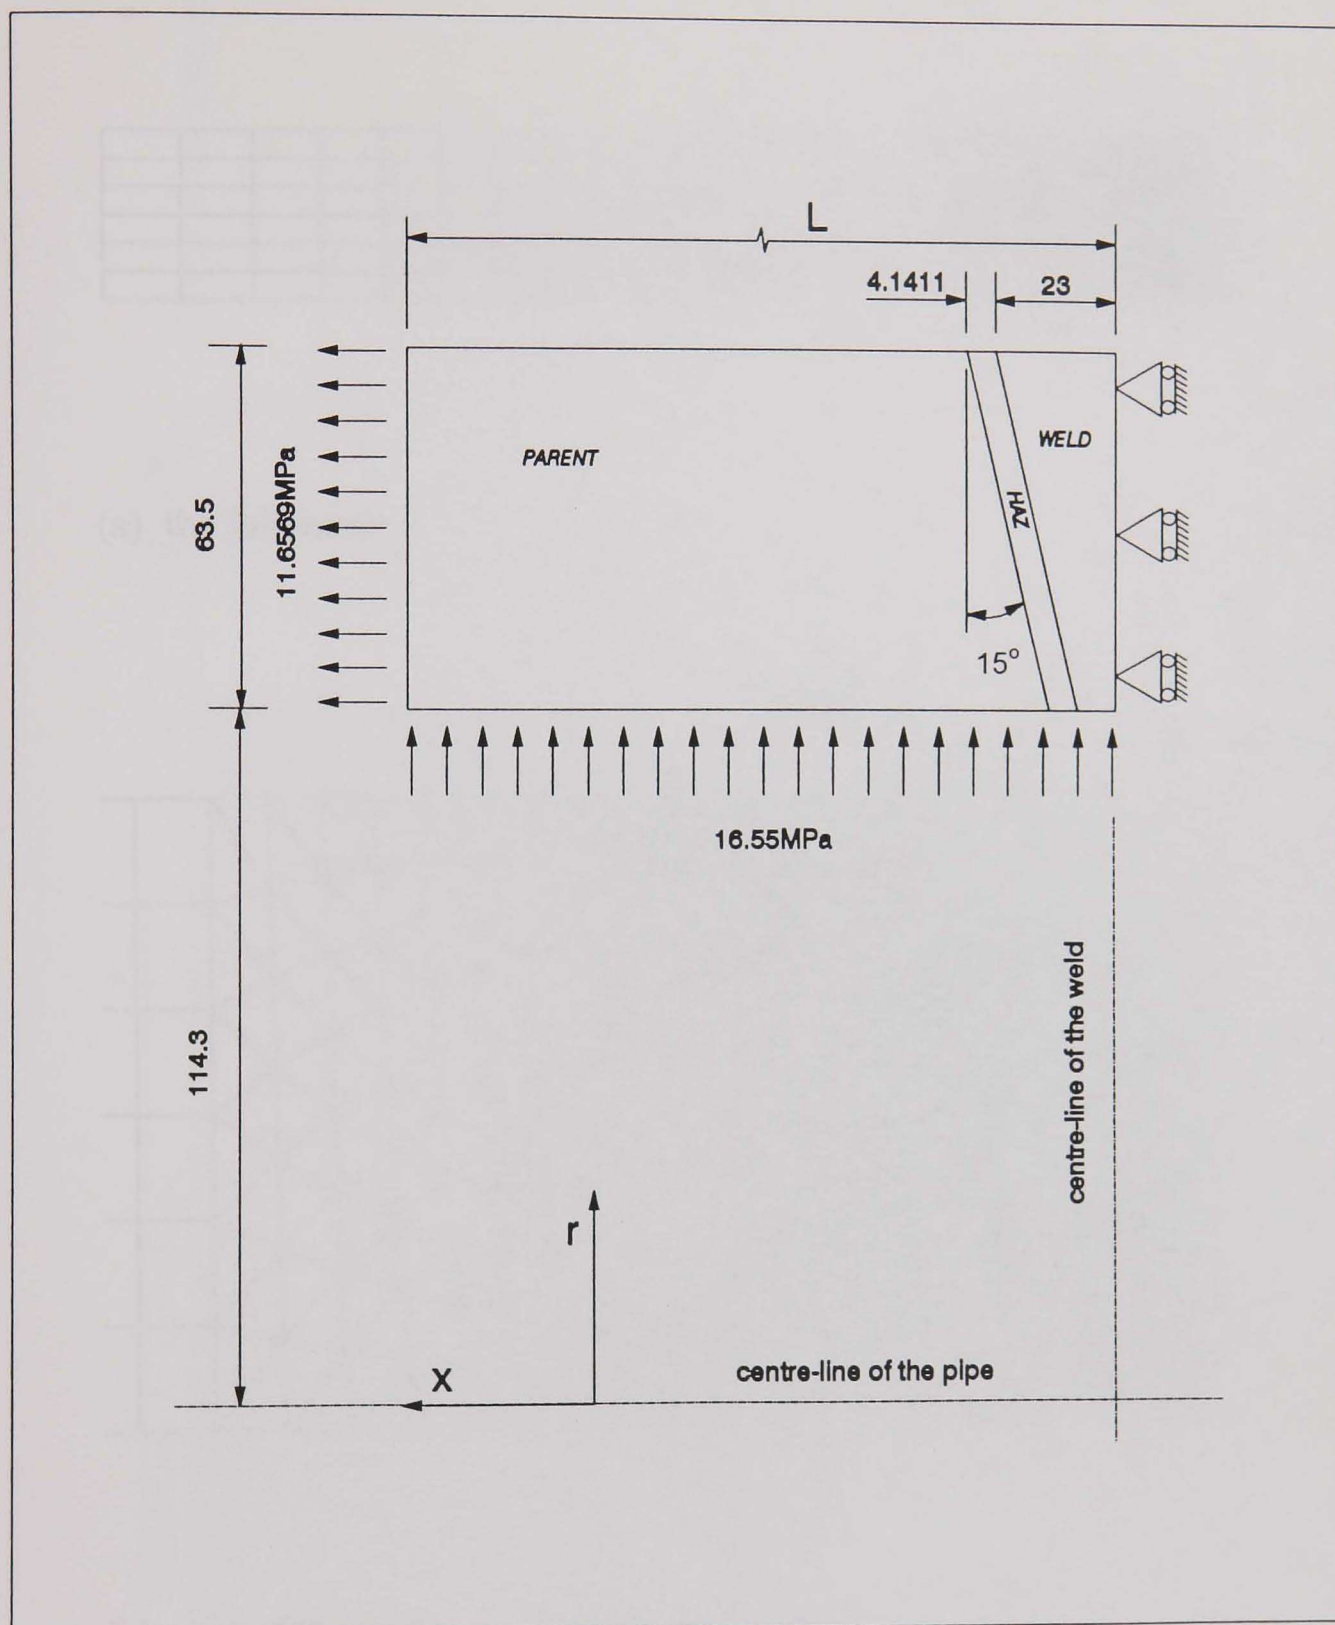 L
4.1411
23
PARENT
WELD
HAZ
63.5
11.6569MPa
15°
16.55MPa
114.3
centre-line of the weld
r
X
centre-line of the pipe